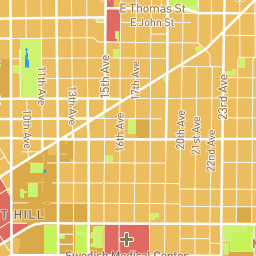 E Thomas St
E John St
15th Ave
17th Ave
11th Ave
13th Ave
10th Ave
16th Ave
20th Ave
21st Ave
22nd Ave
23rd Ave
T HILL
Swedish Medical Center